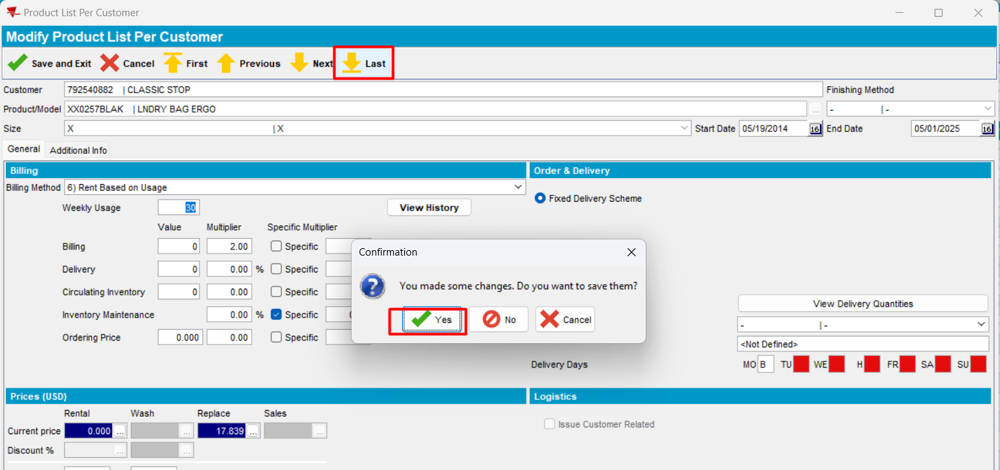 Product List Per Customer
Modify Product List Per Customer
Save and Exit Cancel First Previous Next Last
Customer 792540882 | CLASSIC STOP Finishing Method
Product/Model XX0257BLAK | LNDRY BAG ERGO ... - | -
Size X | X Start Date 05/19/2014 16 End Date 05/01/2025 16
General Additional Info
Billing Order & Delivery
Billing Method 6) Rent Based on Usage
Fixed Delivery Scheme
Weekly Usage 30 View History
Value Multiplier Specific Multiplier
Billing 0 2.00 Specific
Confirmation
Delivery 0 0.00 % Specific
You made some changes. Do you want to save them?
Circulating Inventory 0 0.00 Specific
View Delivery Quantities
Inventory Maintenance 0.00 % Specific
Yes No Cancel
- | -
Ordering Price 0.000 0.00 Specific
<Not Defined>
Delivery Days MO B TU WE H FR SA SU
Prices (USD) Logistics
Rental Wash Replace Sales
Issue Customer Related
Current price 0.000 ... ... 17.839 ... ...
Discount % ... ...